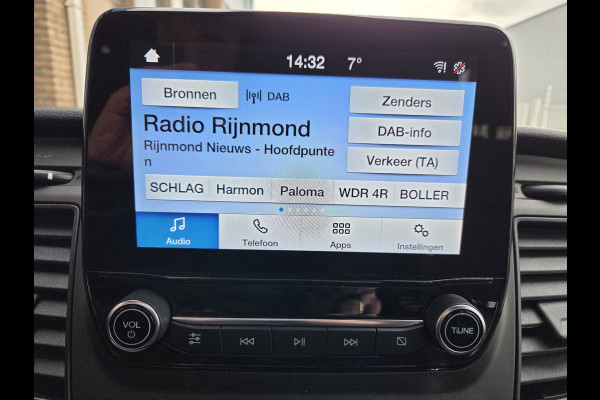 14:32 7°
Bronnen DAB Zenders
Radio Rijnmond
DAB-info
Rijnmond Nieuws - Hoofdpunte
n
Verkeer (TA)
SCHLAG Harmon Paloma WDR 4R BOLLER
Audio Telefoon Apps Instellingen
VOL
TUNE